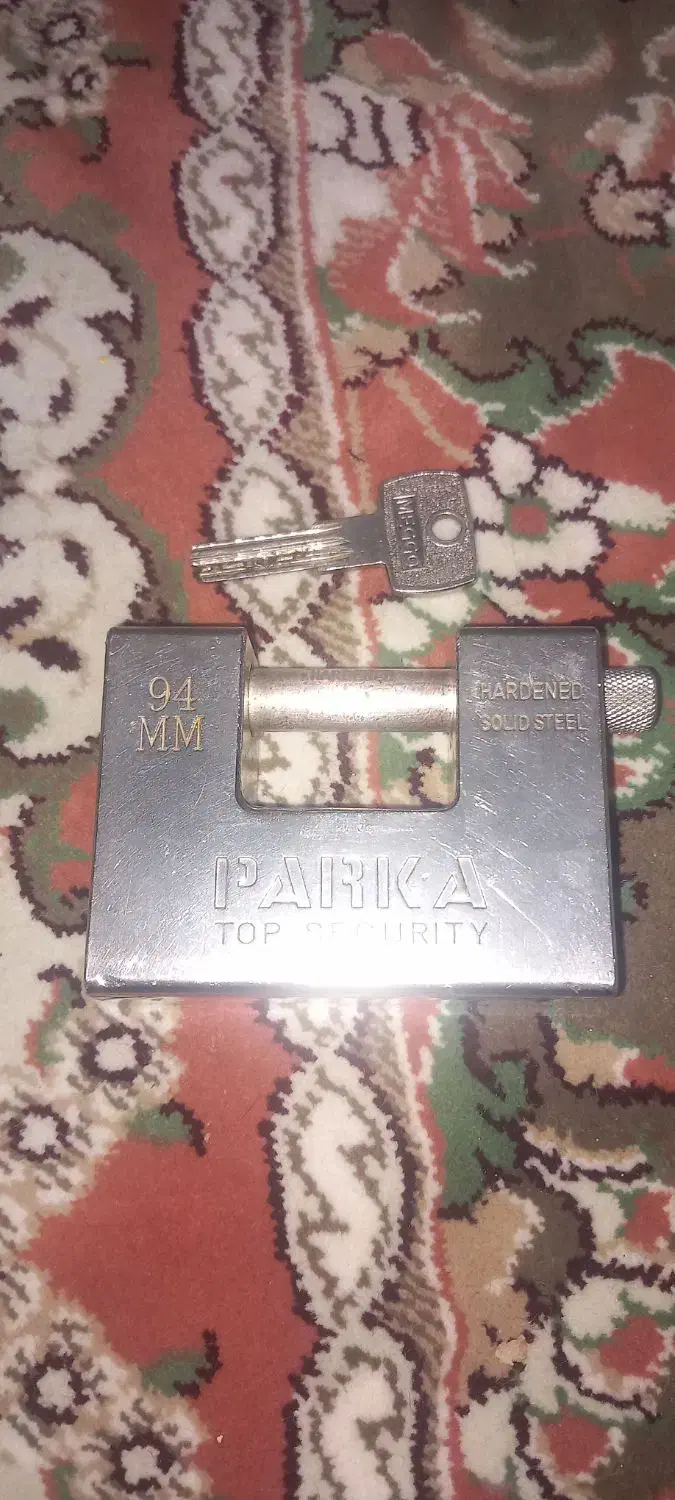 94
MM
HARDENED
SOLID STEEL
PARKA
TOP SECURITY